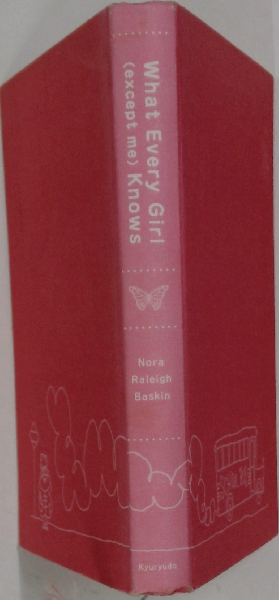 What Every Girl
(except me) Knows
Nora
Raleigh
Baskin
Kyuryudo